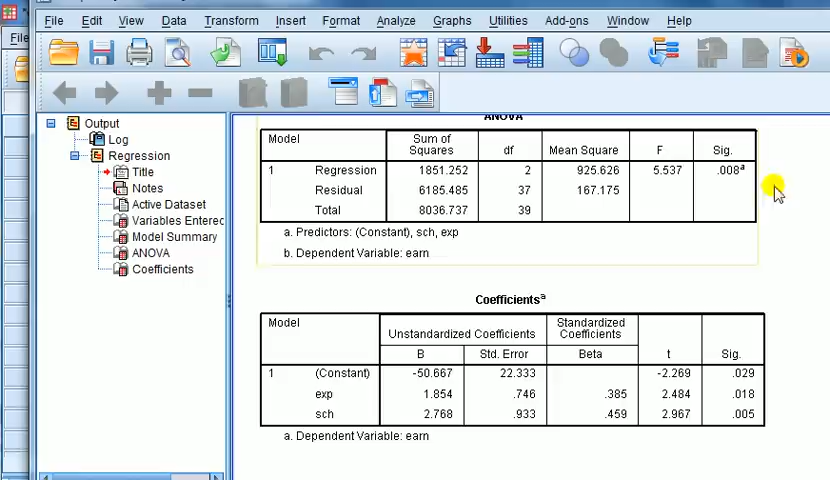 File Edit View Data Transform Insert Format Analyze Graphs Utilities Add-ons Window Help
File
Output
Log
Regression
Title
Notes
Active Dataset
Variables Enterec
Model Summary
ANOVA
Coefficients
ANOVA
Model Sum of Squares df Mean Square F Sig.
1 Regression 1851.252 2 925.626 5.537 .008a
Residual 6185.485 37 167.175
Total 8036.737 39
a. Predictors: (Constant), sch, exp
b. Dependent Variable: earn
Coefficientsa
Model Unstandardized Coefficients Standardized Coefficients t Sig.
B Std. Error Beta
1 (Constant) -50.667 22.333 -2.269 .029
exp 1.854 .746 .385 2.484 .018
sch 2.768 .933 .459 2.967 .005
a. Dependent Variable: earn